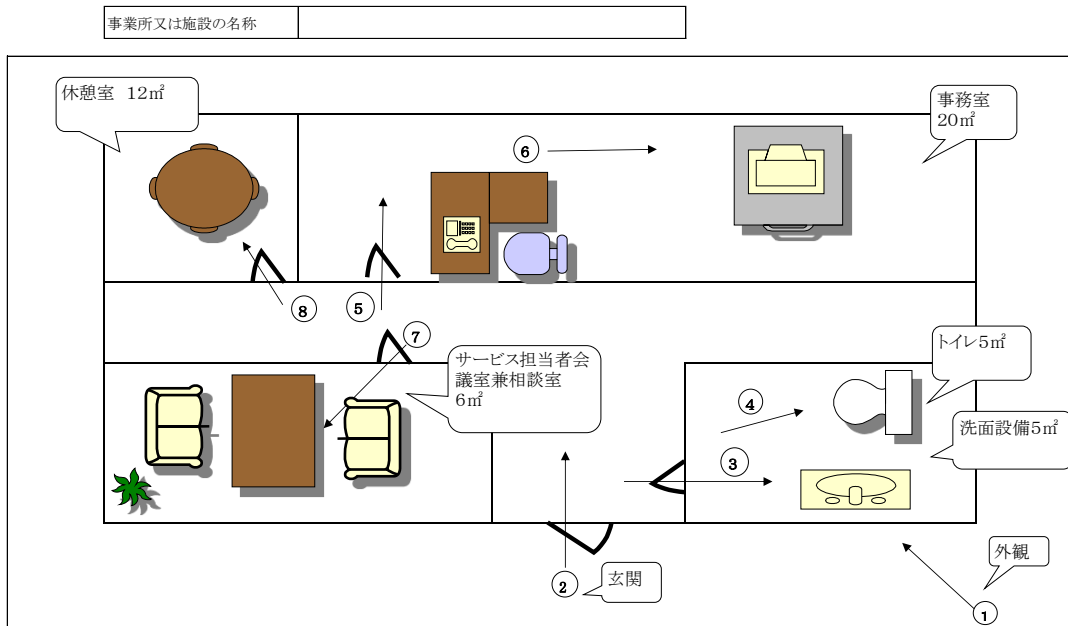 事業所又は施設の名称
休憩室 12㎡
事務室
20㎡
⑥
⑤
⑧
⑦
サービス担当者会
議室兼相談室
6㎡
トイレ5㎡
④
洗面設備5㎡
③
外観
②
玄関
①